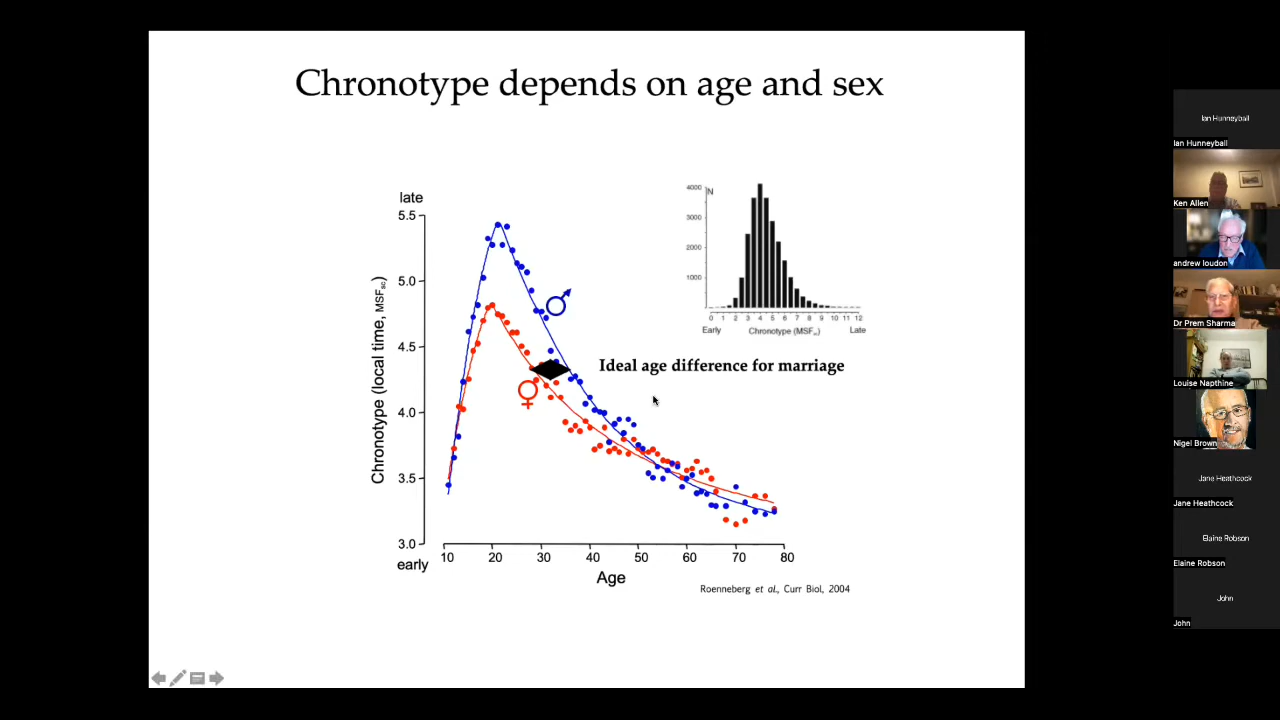 Chronotype depends on age and sex
late
5.5
5.0
4.5
4.0
3.5
3.0
early
Chronotype (local time, MSFsc)
10 20 30 40 50 60 70 80
Age
♂
♀
N
4000
3000
2000
1000
0 1 2 3 4 5 6 7 8 9 10 11 12
Early Chronotype (MSFsc) Late
Ideal age difference for marriage
Roenneberg et al., Curr Biol, 2004
Ian Hunneyball
Ian Hunneyball
Ken Allen
andrew loudon
Dr Prem Sharma
Louise Napthine
Nigel Brown
Jane Heathcock
Jane Heathcock
Elaine Robson
Elaine Robson
John
John